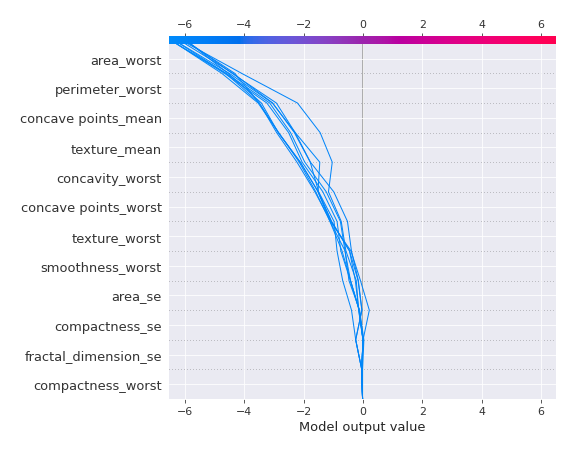 −6 −4 −2 0 2 4 6
area_worst
perimeter_worst
concave points_mean
texture_mean
concavity_worst
concave points_worst
texture_worst
smoothness_worst
area_se
compactness_se
fractal_dimension_se
compactness_worst
−6 −4 −2 0 2 4 6
Model output value